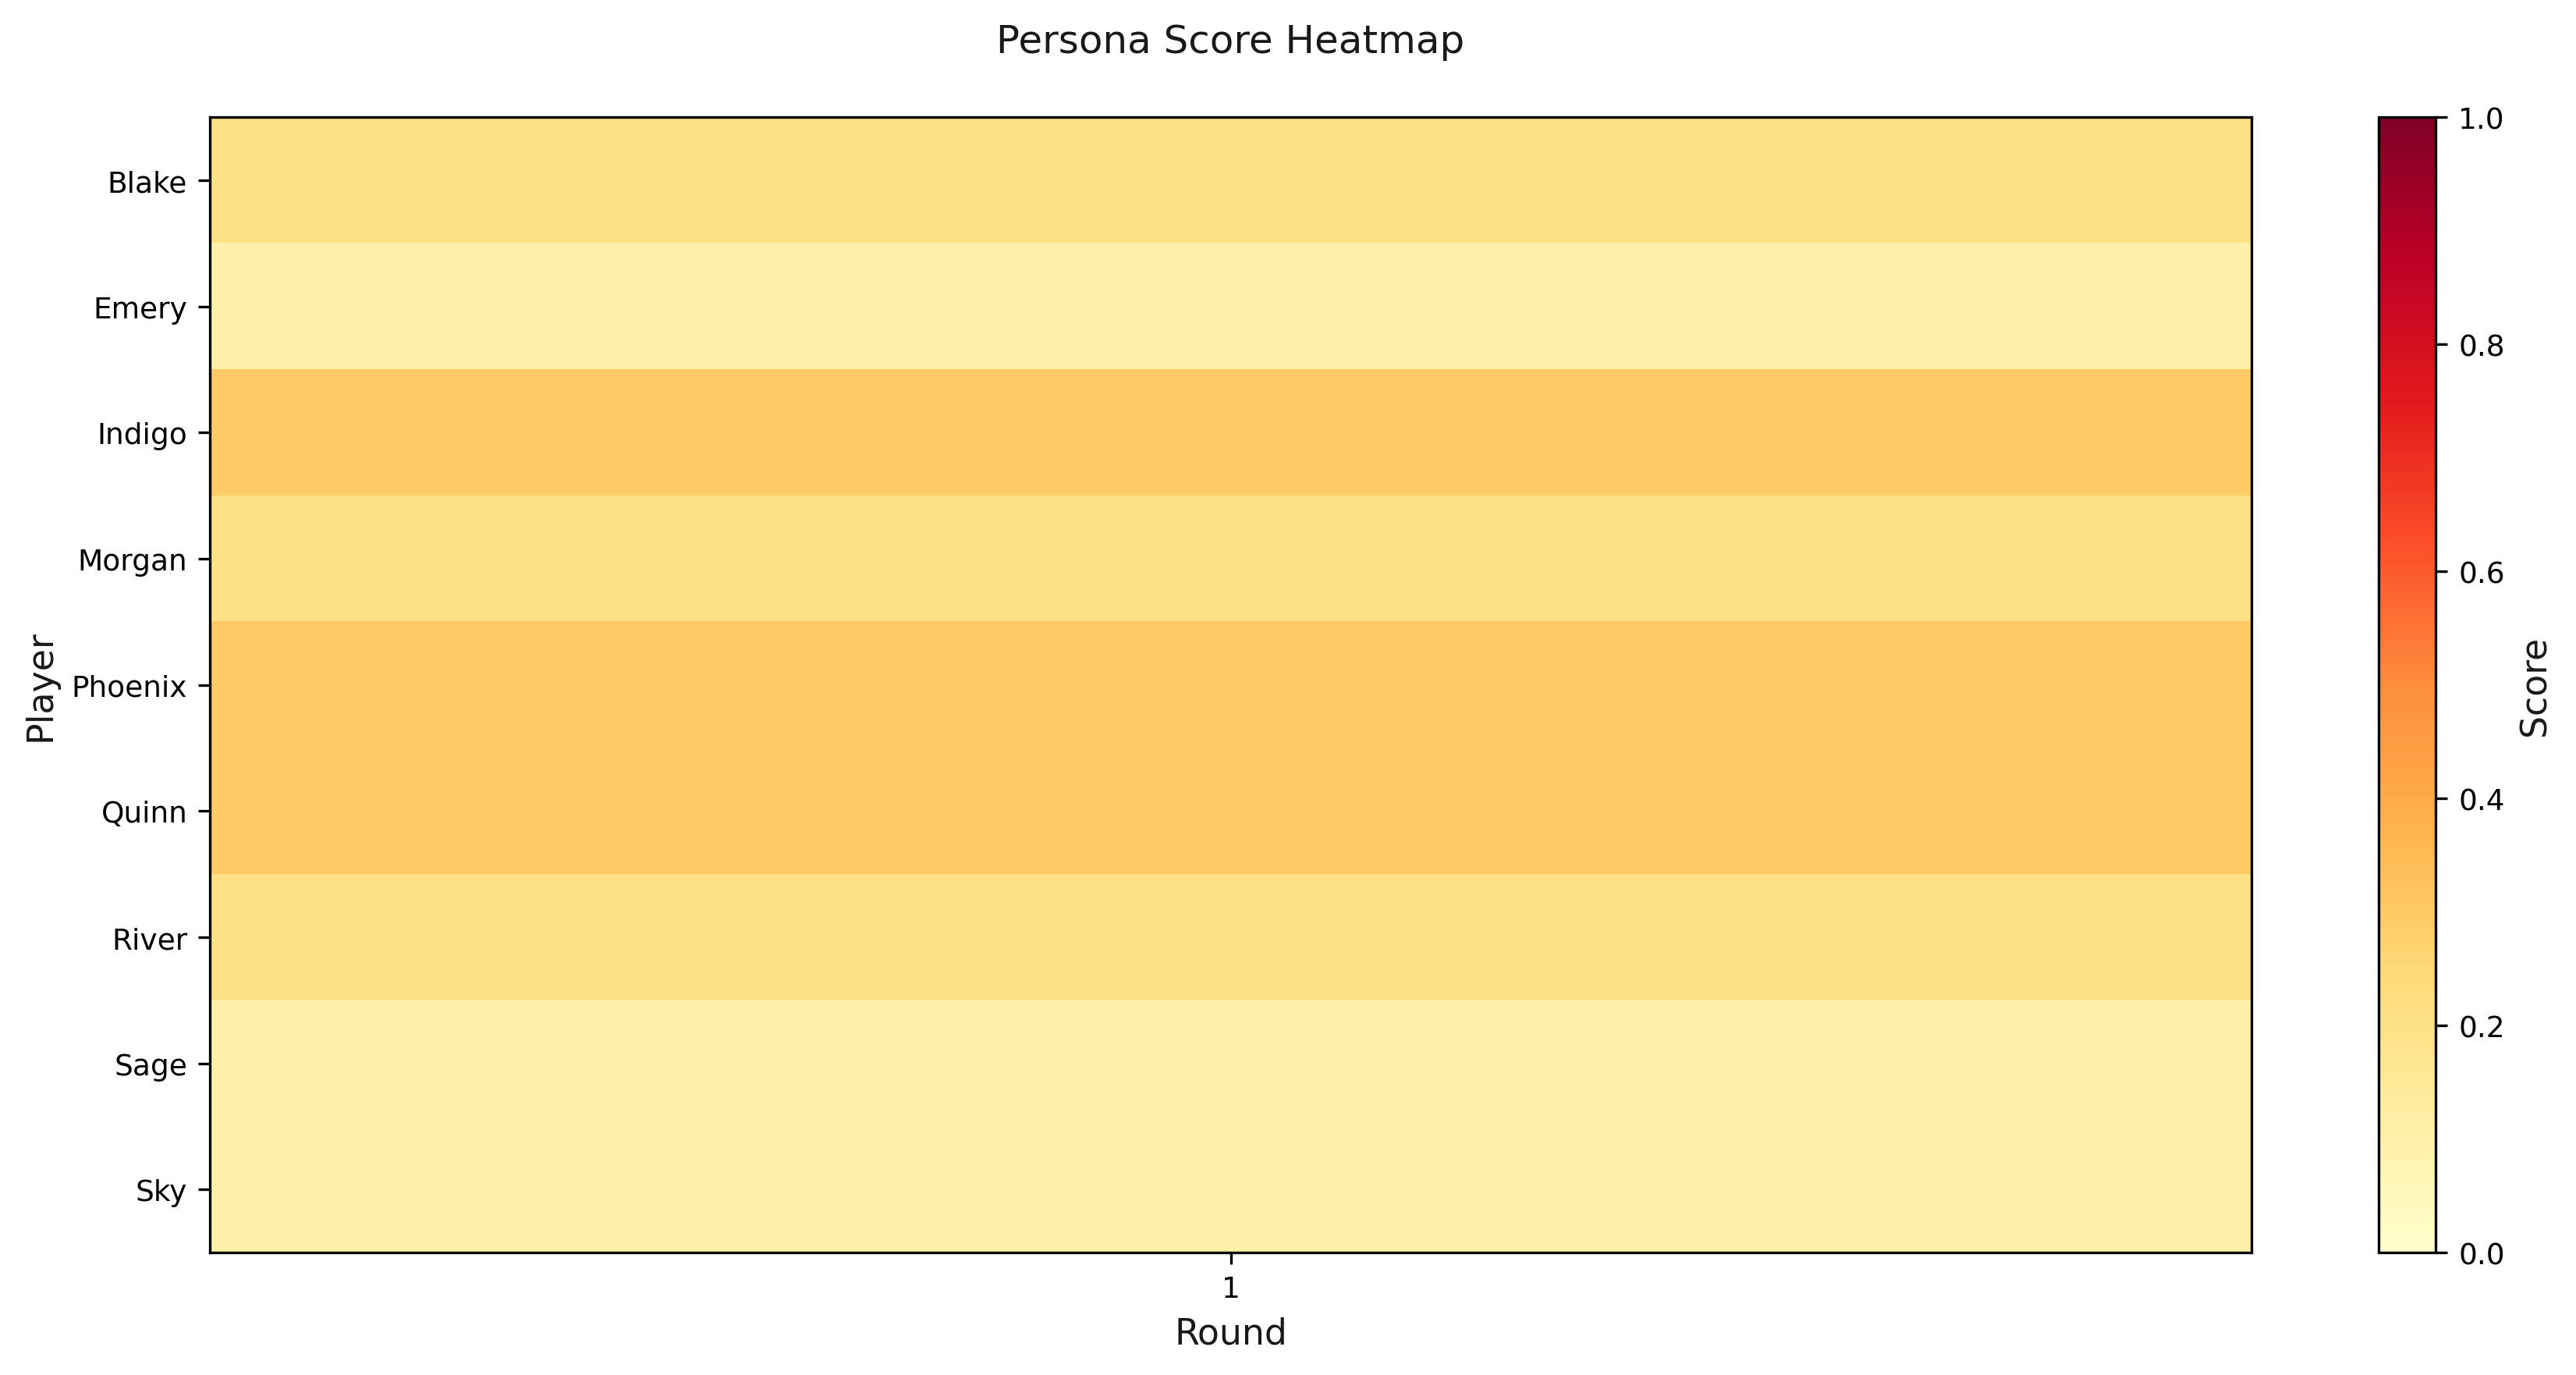 Persona Score Heatmap
Player
Blake
Emery
Indigo
Morgan
Phoenix
Quinn
River
Sage
Sky
1
Round
1.0
0.8
0.6
0.4
0.2
0.0
Score